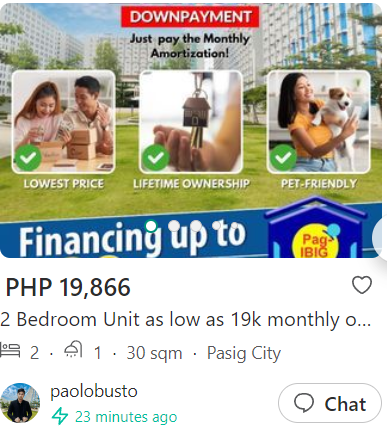 DOWNPAYMENT
Just pay the Monthly
Amortization!
LOWEST PRICE
LIFETIME OWNERSHIP
PET-FRIENDLY
Financing up to
Pag-
IBIG
PHP 19,866
2 Bedroom Unit as low as 19k monthly o...
2 · 1 · 30 sqm · Pasig City
paolobusto
23 minutes ago
Chat